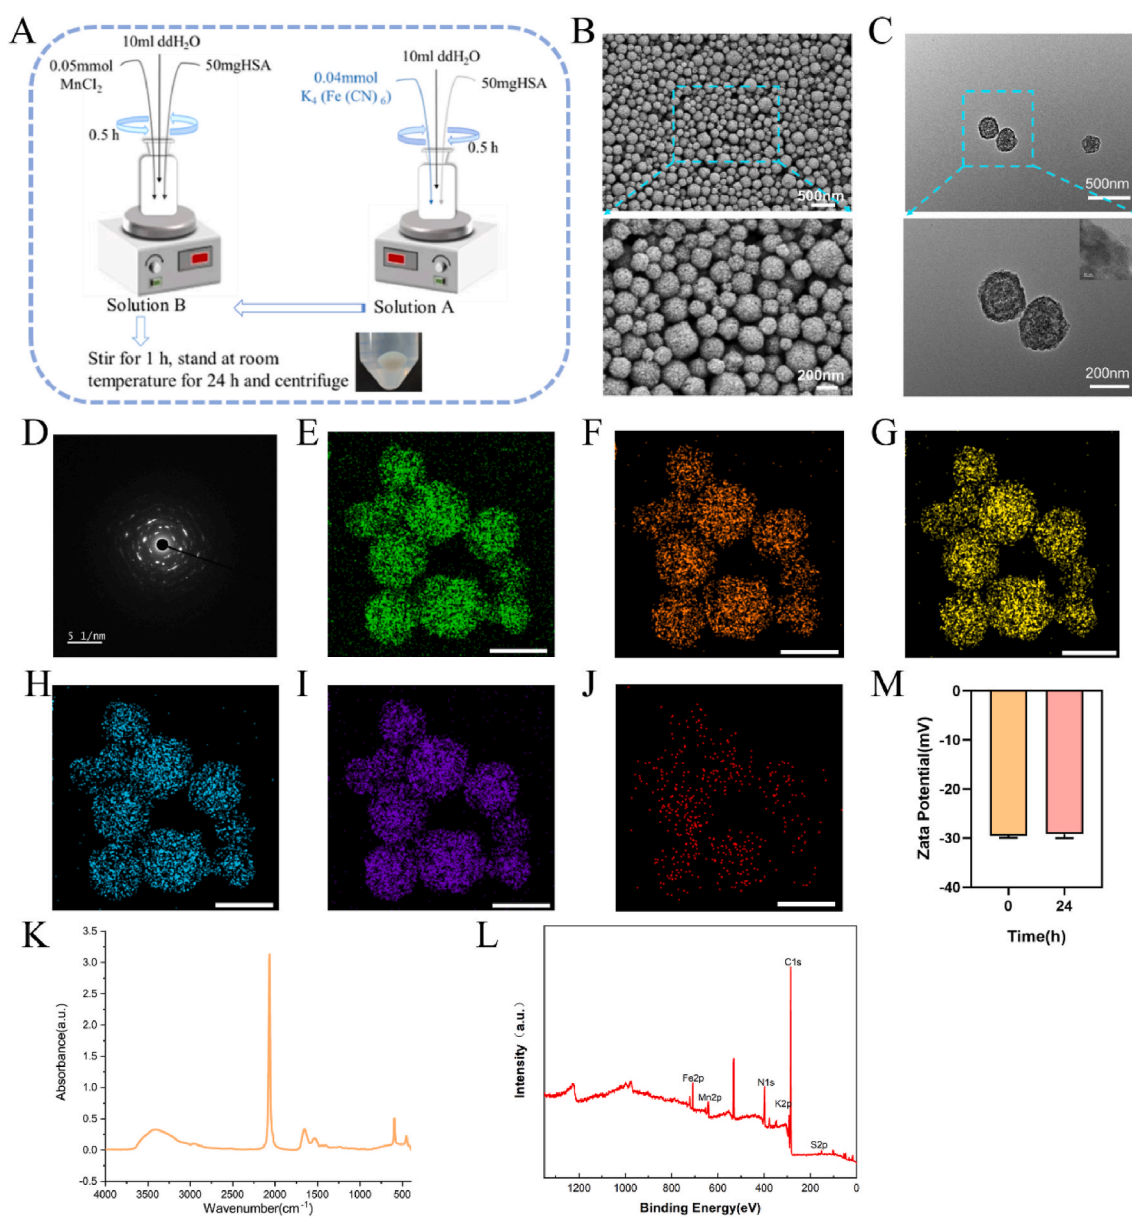 A
10ml ddH₂O
0.05mmol
MnCl₂
50mgHSA
0.5 h
Solution B
10ml ddH₂O
0.04mmol
K₄ (Fe (CN) ₆)
50mgHSA
0.5 h
Solution A
Stir for 1 h, stand at room
temperature for 24 h and centrifuge
B
500nm
200nm
C
500nm
200nm
D
5 1/nm
E
F
G
H
I
J
M
Zata Potential(mV)
0
-10
-20
-30
-40
0
24
Time(h)
K
Absorbance(a.u.)
3.5
3.0
2.5
2.0
1.5
1.0
0.5
0.0
-0.5
4000
3500
3000
2500
2000
1500
1000
500
Wavenumber(cm⁻¹)
L
Intensity（a.u.）
C1s
Fe2p
Mn2p
N1s
K2p
S2p
1200
1000
800
600
400
200
0
Binding Energy(eV)